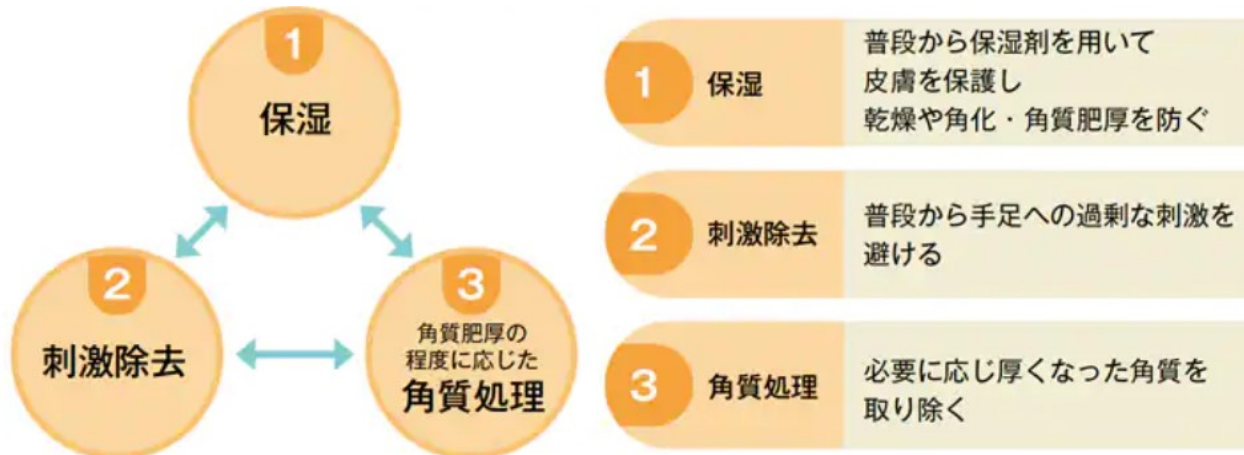 1
保湿
2
刺激除去
3
角質肥厚の
程度に応じた
角質処理
1
保湿
普段から保湿剤を用いて
皮膚を保護し
乾燥や角化・角質肥厚を防ぐ
2
刺激除去
普段から手足への過剰な刺激を
避ける
3
角質処理
必要に応じ厚くなった角質を
取り除く